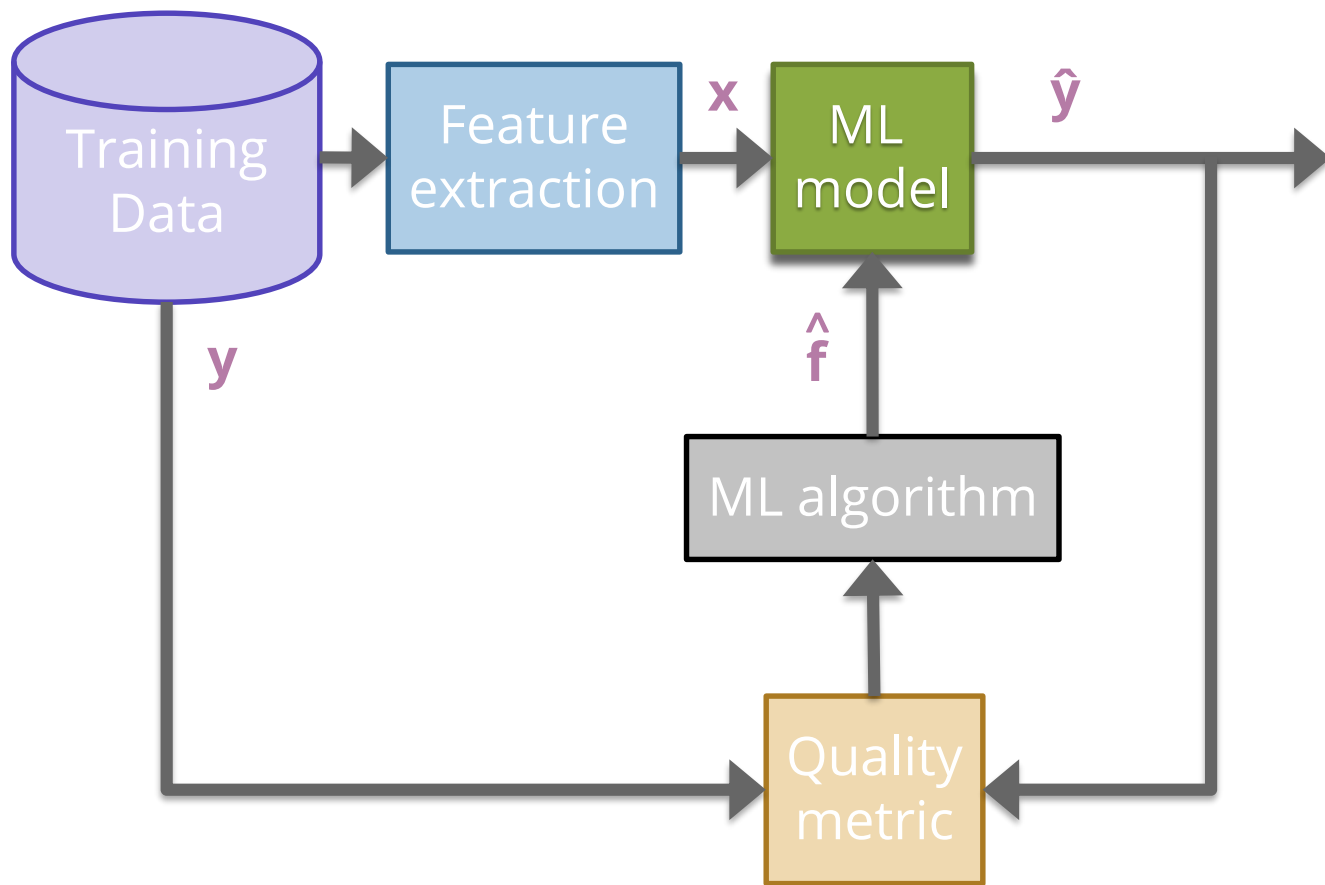 Training
Data
Feature
extraction
x
ML
model
ŷ
y
f̂
ML algorithm
Quality
metric